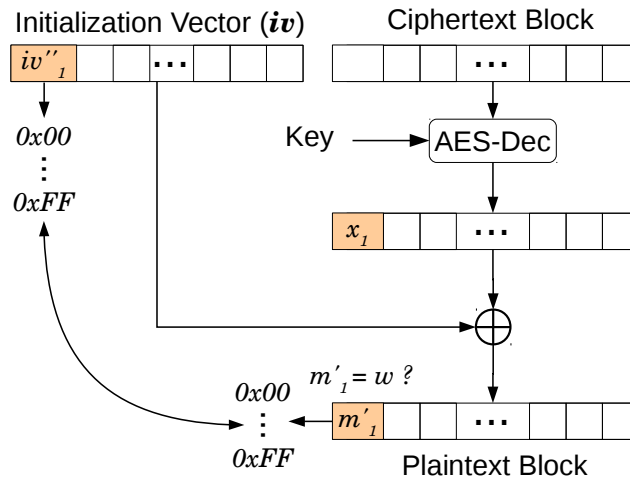 Initialization Vector (iv)
Ciphertext Block
iv''₁
...
...
0x00
⋮
0xFF
Key
AES-Dec
x₁
...
m'₁ = w ?
0x00
⋮
0xFF
m'₁
...
Plaintext Block